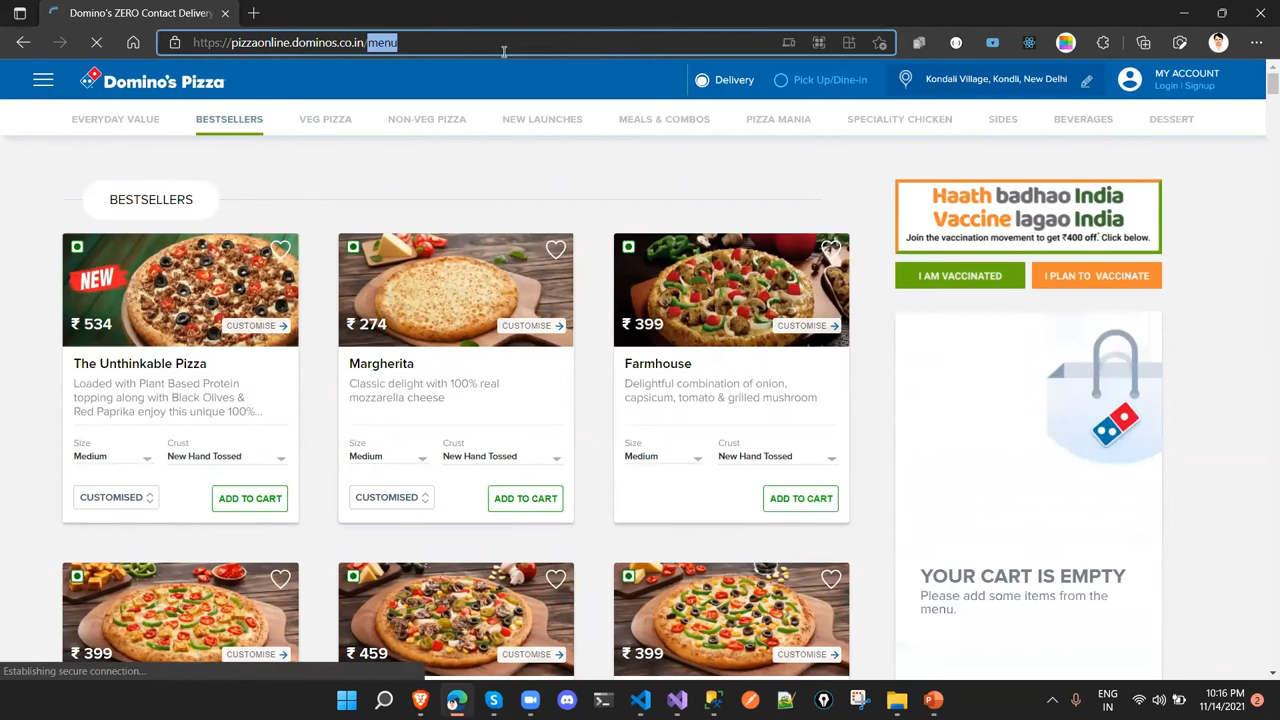 Domino's ZERO Contact Delivery
https://pizzaonline.dominos.co.in/menu
Domino's Pizza
Delivery
Pick Up/Dine-in
Kondali Village, Kondli, New Delhi
MY ACCOUNT
Login | Signup
EVERYDAY VALUE
BESTSELLERS
VEG PIZZA
NON-VEG PIZZA
NEW LAUNCHES
MEALS & COMBOS
PIZZA MANIA
SPECIALITY CHICKEN
SIDES
BEVERAGES
DESSERT
BESTSELLERS
NEW
₹ 534
CUSTOMISE
The Unthinkable Pizza
Loaded with Plant Based Protein
topping along with Black Olives &
Red Paprika enjoy this unique 100%...
Size
Crust
Medium
New Hand Tossed
CUSTOMISED
ADD TO CART
₹ 274
CUSTOMISE
Margherita
Classic delight with 100% real
mozzarella cheese
Size
Crust
Medium
New Hand Tossed
CUSTOMISED
ADD TO CART
₹ 399
CUSTOMISE
Farmhouse
Delightful combination of onion,
capsicum, tomato & grilled mushroom
Size
Crust
Medium
New Hand Tossed
ADD TO CART
Haath badhao India
Vaccine lagao India
Join the vaccination movement to get ₹400 off. Click below.
I AM VACCINATED
I PLAN TO VACCINATE
YOUR CART IS EMPTY
Please add some items from the
menu.
₹ 399
CUSTOMISE
₹ 459
CUSTOMISE
₹ 399
CUSTOMISE
Establishing secure connection...
ENG
IN
10:16 PM
11/14/2021
2